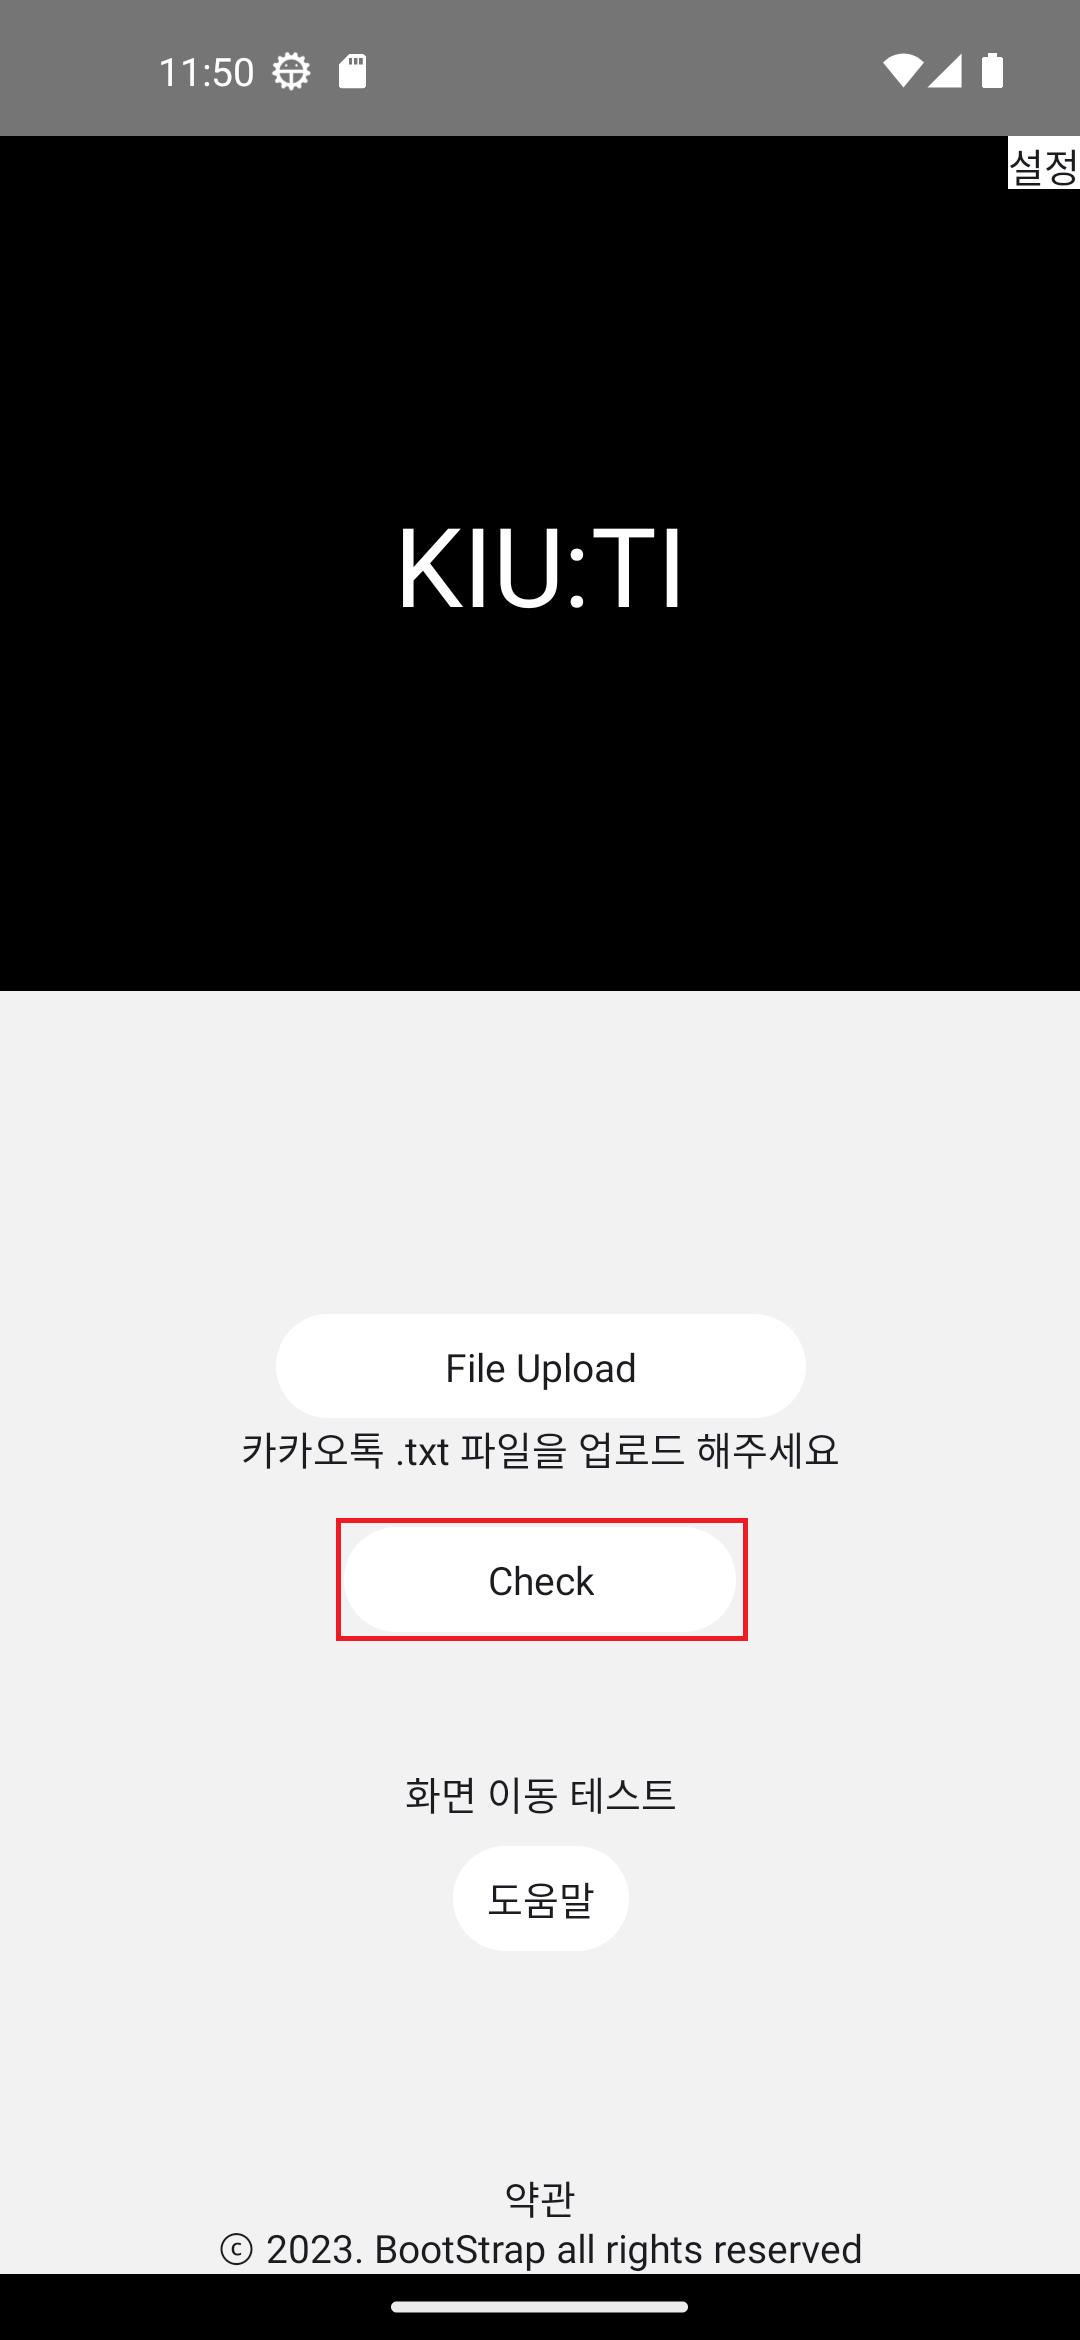 11:50
설정
KIU:TI
File Upload
카카오톡 .txt 파일을 업로드 해주세요
Check
화면 이동 테스트
도움말
약관
ⓒ 2023. BootStrap all rights reserved